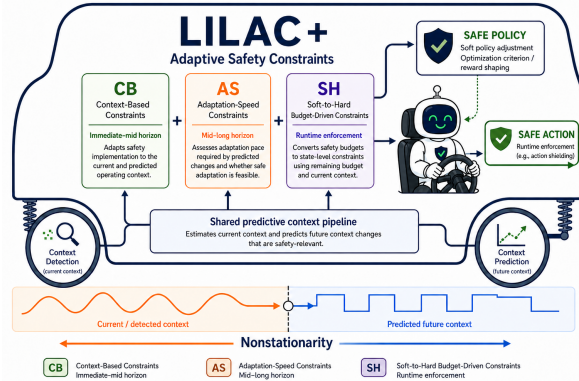 LILAC+
Adaptive Safety Constraints
CB
Context-Based
Constraints
Immediate-mid horizon
Adapts safety
implementation to the
current and predicted
operating context.
+
AS
Adaptation-Speed
Constraints
Mid-long horizon
Assesses adaptation pace
required by predicted
changes and whether safe
adaptation is feasible.
+
SH
Soft-to-Hard
Budget-Driven Constraints
Runtime enforcement
Converts safety budgets
to state-level constraints
using remaining budget
and current context.
SAFE POLICY
Soft policy adjustment
Optimization criterion /
reward shaping
SAFE ACTION
Runtime enforcement
(e.g., action shielding)
Shared predictive context pipeline
Estimates current context and predicts future context changes
that are safety-relevant.
Context
Detection
(current context)
Context
Prediction
(future context)
Current / detected context
Predicted future context
Nonstationarity
CB
Context-Based Constraints
Immediate-mid horizon
AS
Adaptation-Speed Constraints
Mid-long horizon
SH
Soft-to-Hard Budget-Driven Constraints
Runtime enforcement